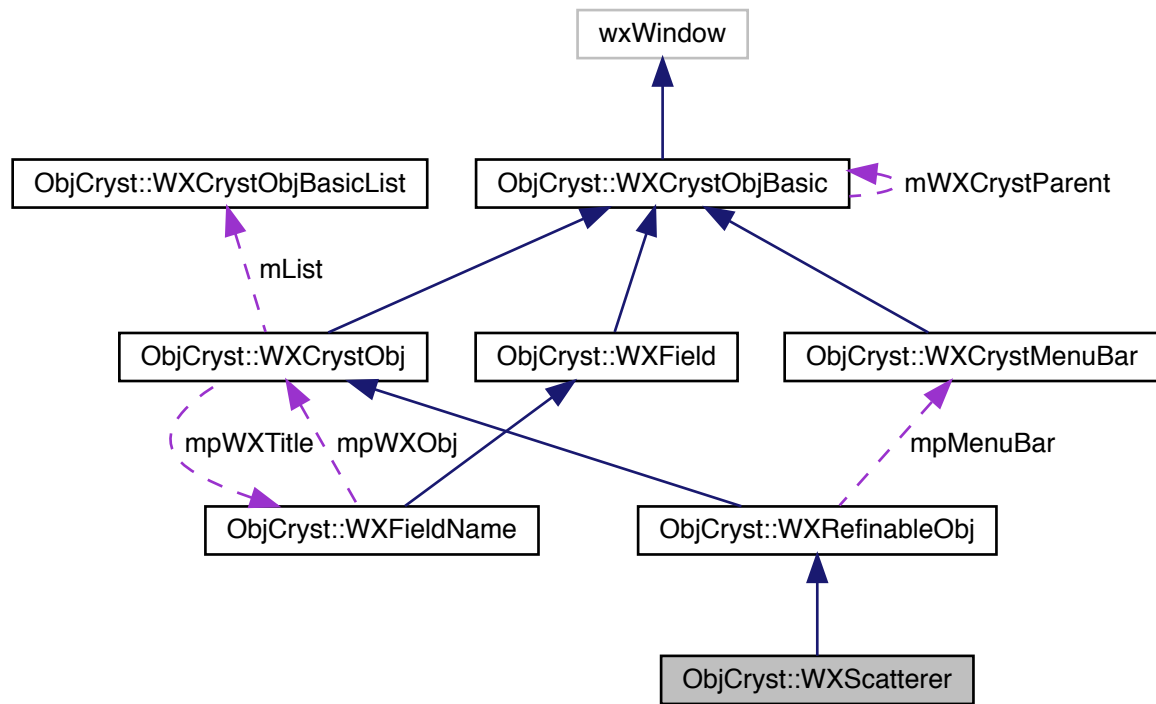 wxWindow
ObjCryst::WXCrystObjBasicList
ObjCryst::WXCrystObjBasic
mWXCrystParent
mList
ObjCryst::WXCrystObj
ObjCryst::WXField
ObjCryst::WXCrystMenuBar
mpWXTitle
mpWXObj
mpMenuBar
ObjCryst::WXFieldName
ObjCryst::WXRefinableObj
ObjCryst::WXScatterer